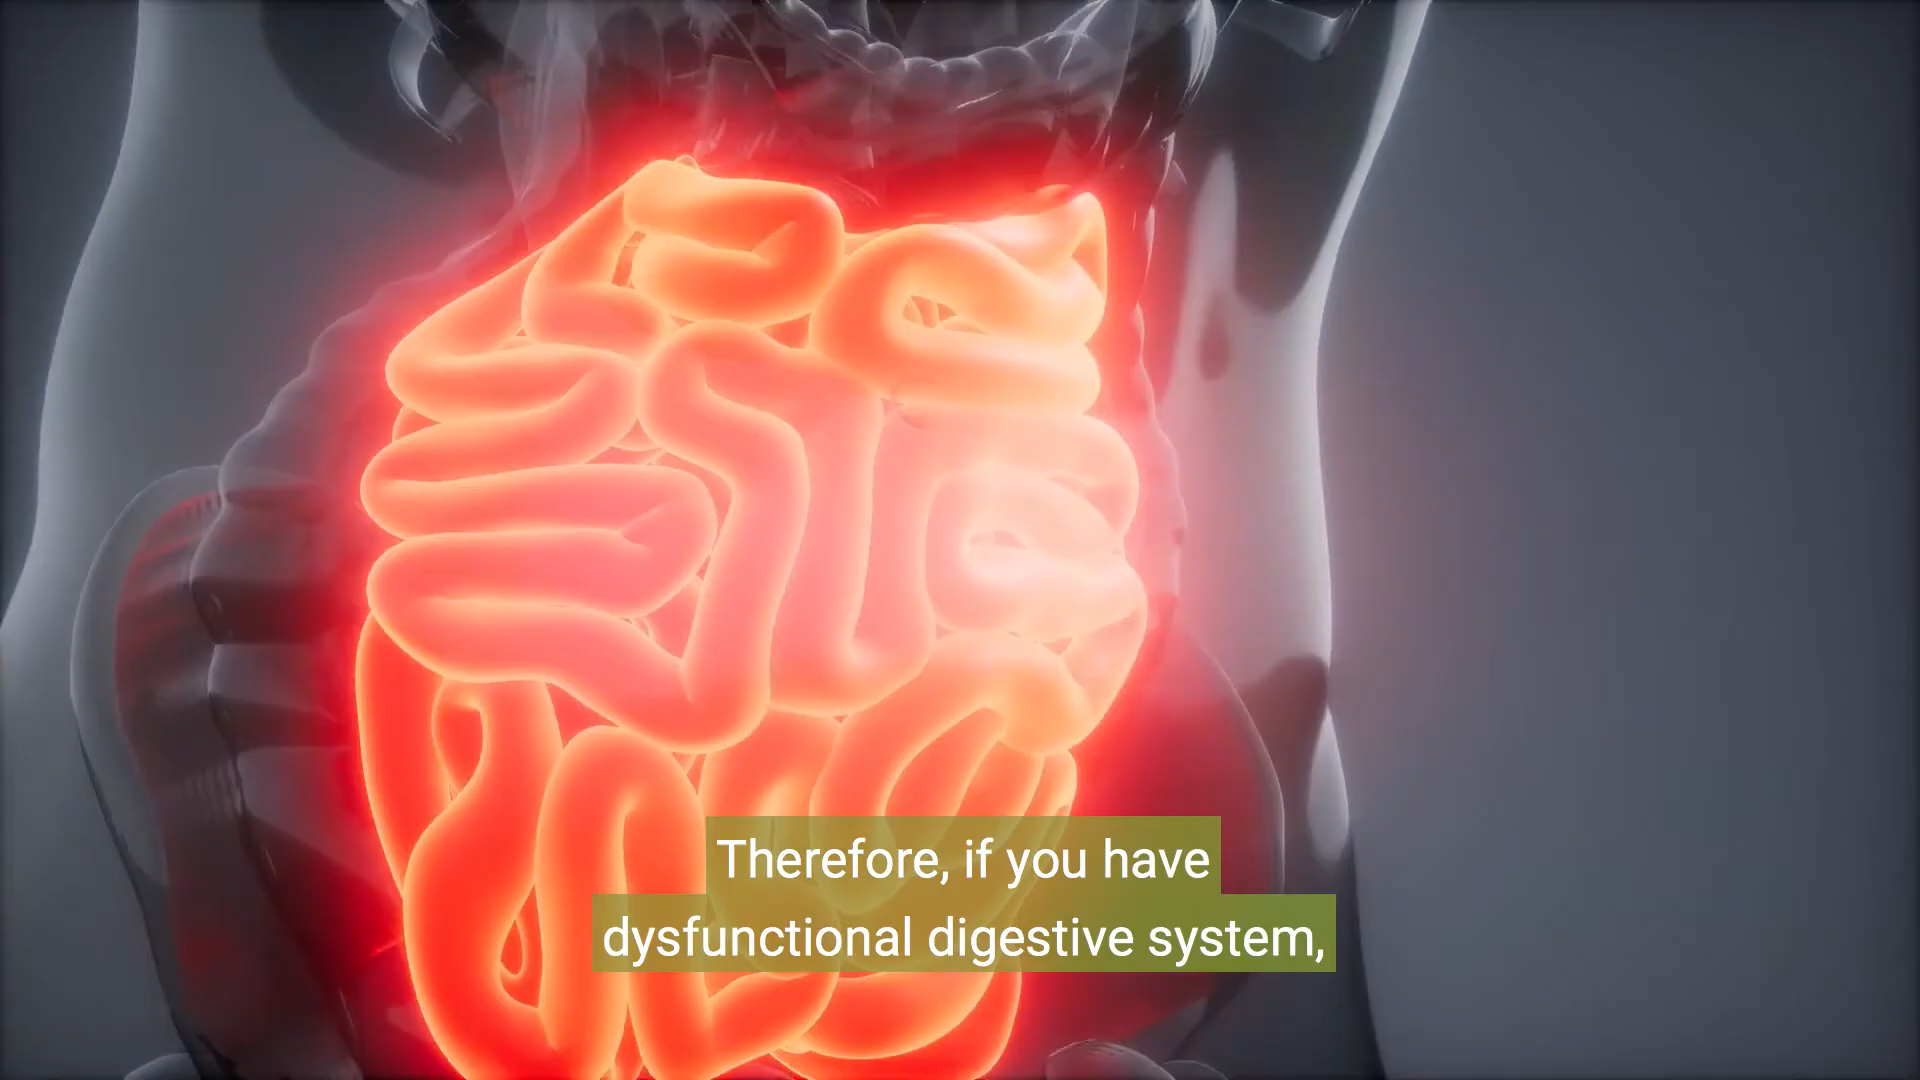 Therefore, if you have
dysfunctional digestive system,